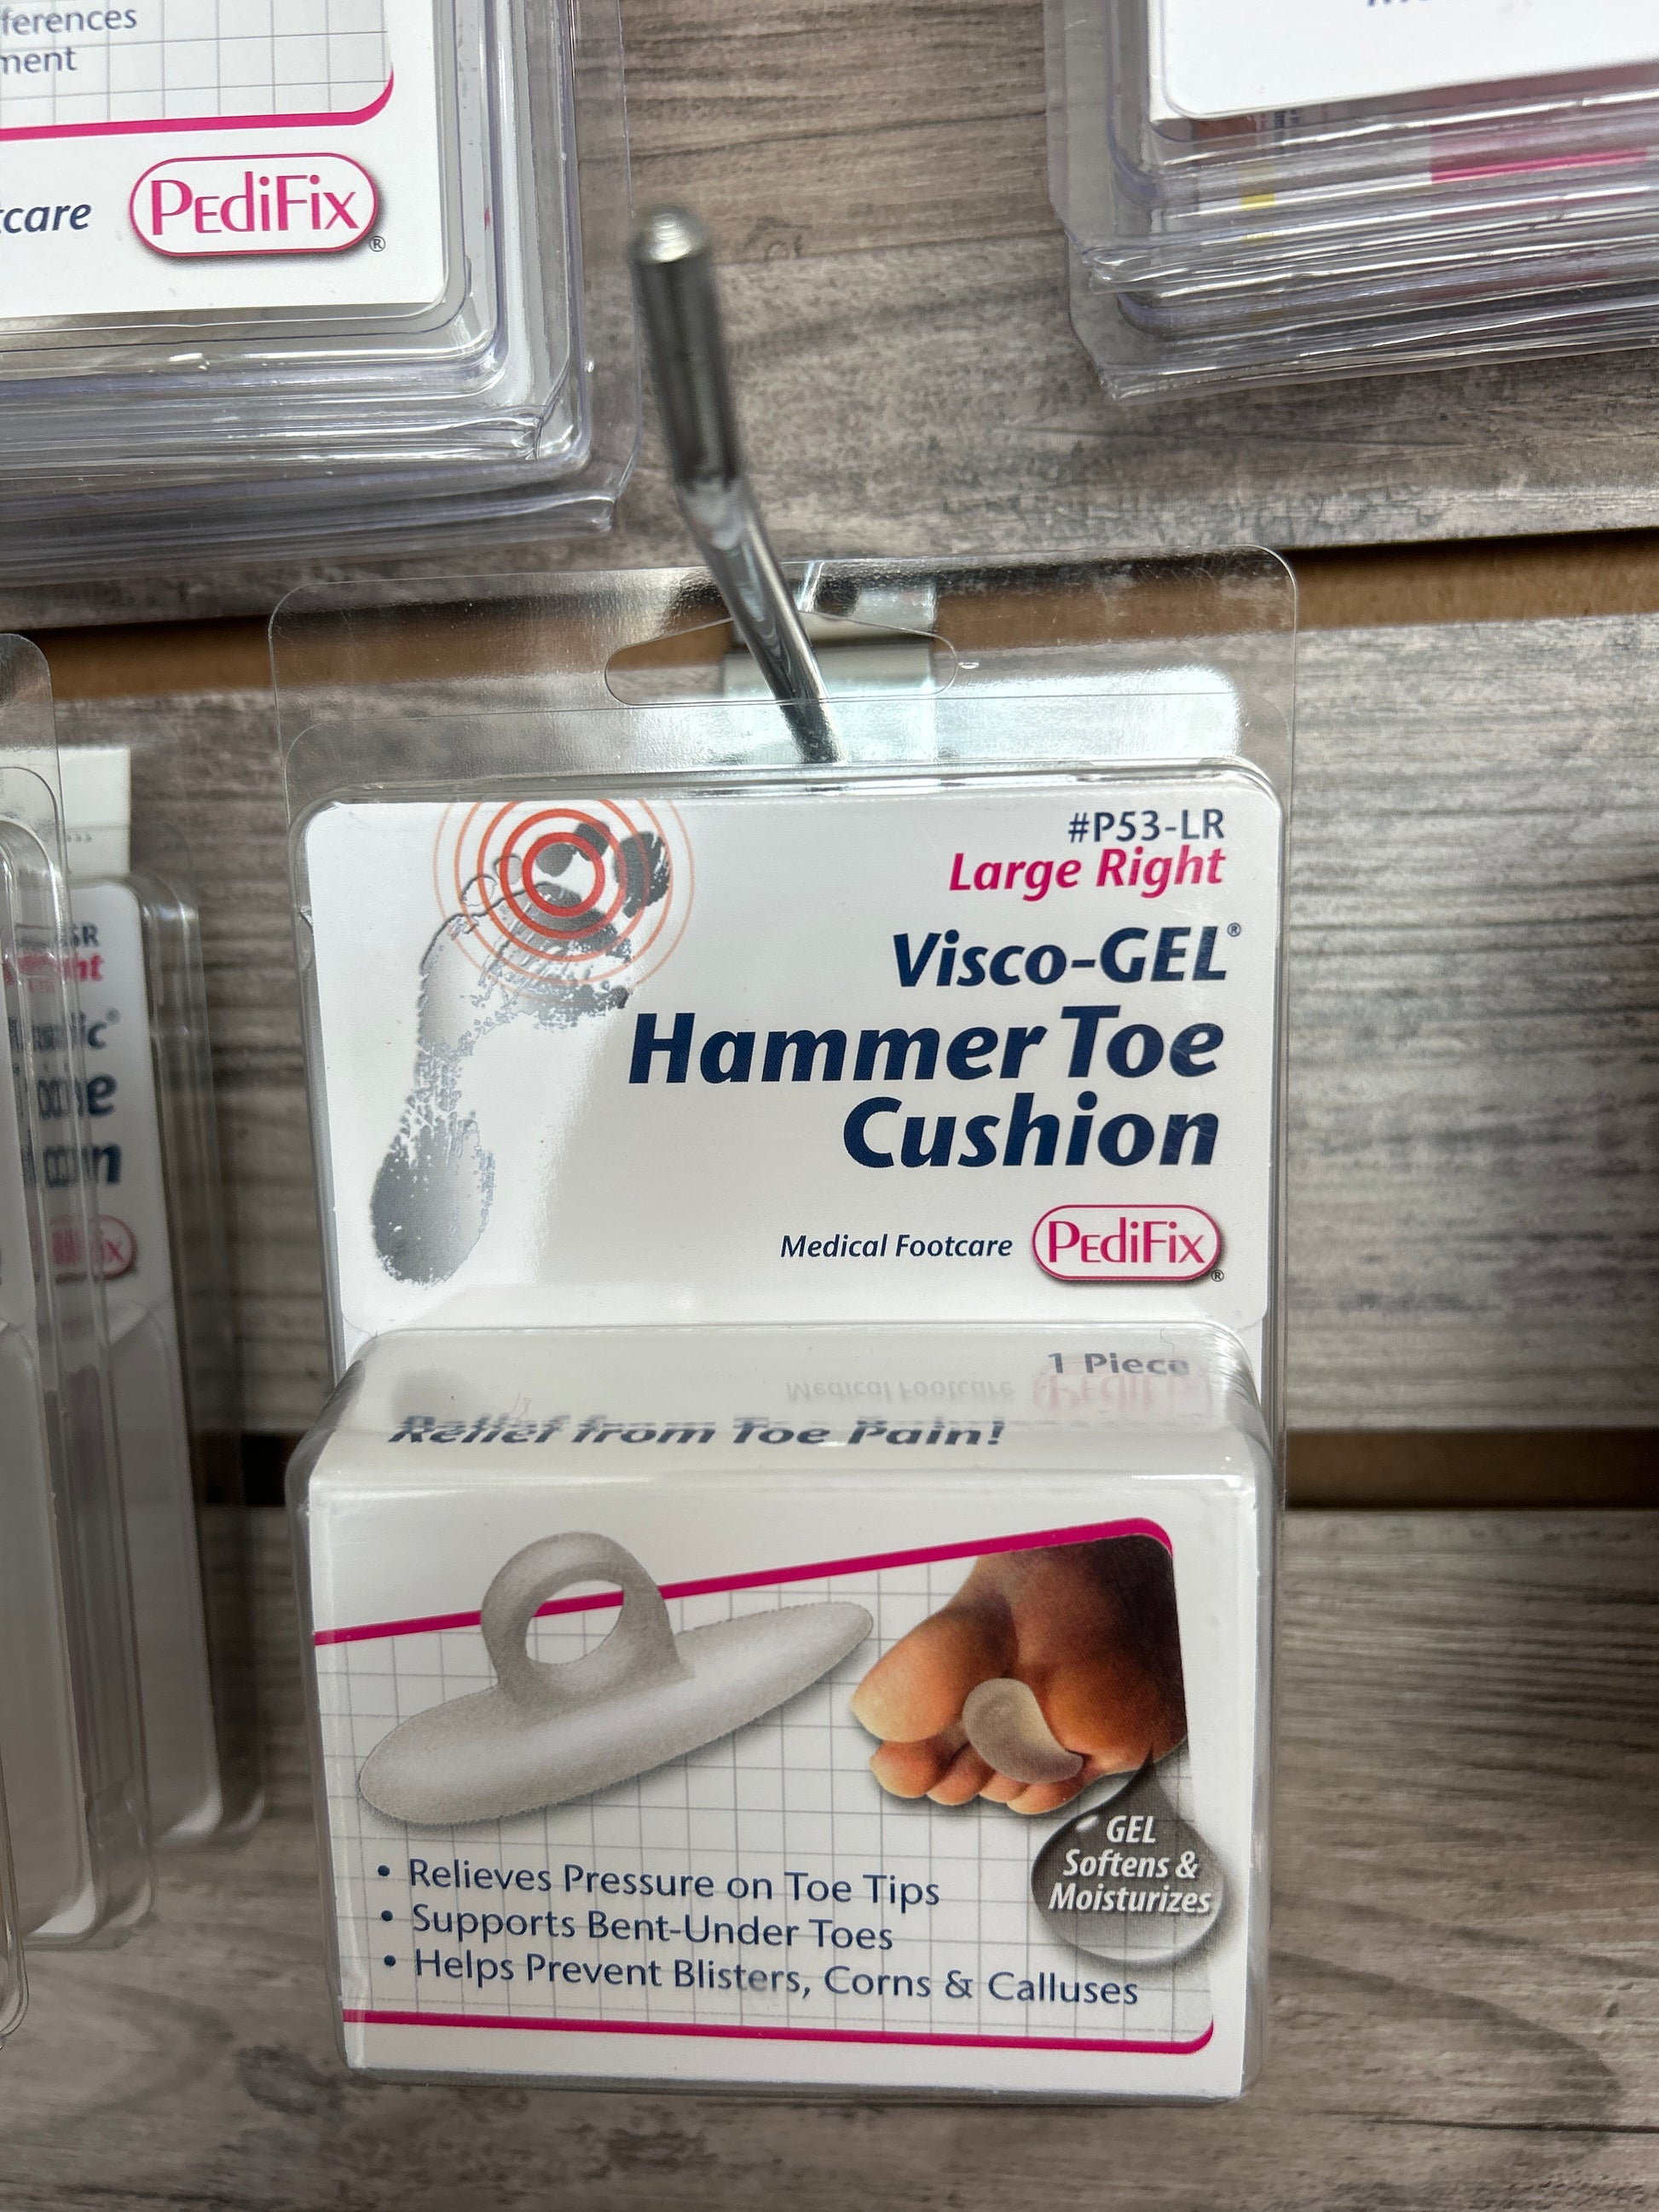 ment
PEdiFix®
#P53-LR
Large Right
Visco-GEL®
Hammer Toe
Cushion
Medical Footcare PEdiFix®
1 Piece
Relief from Toe Pain!
GEL
Softens &
Moisturizes
• Relieves Pressure on Toe Tips
• Supports Bent-Under Toes
• Helps Prevent Blisters, Corns & Calluses